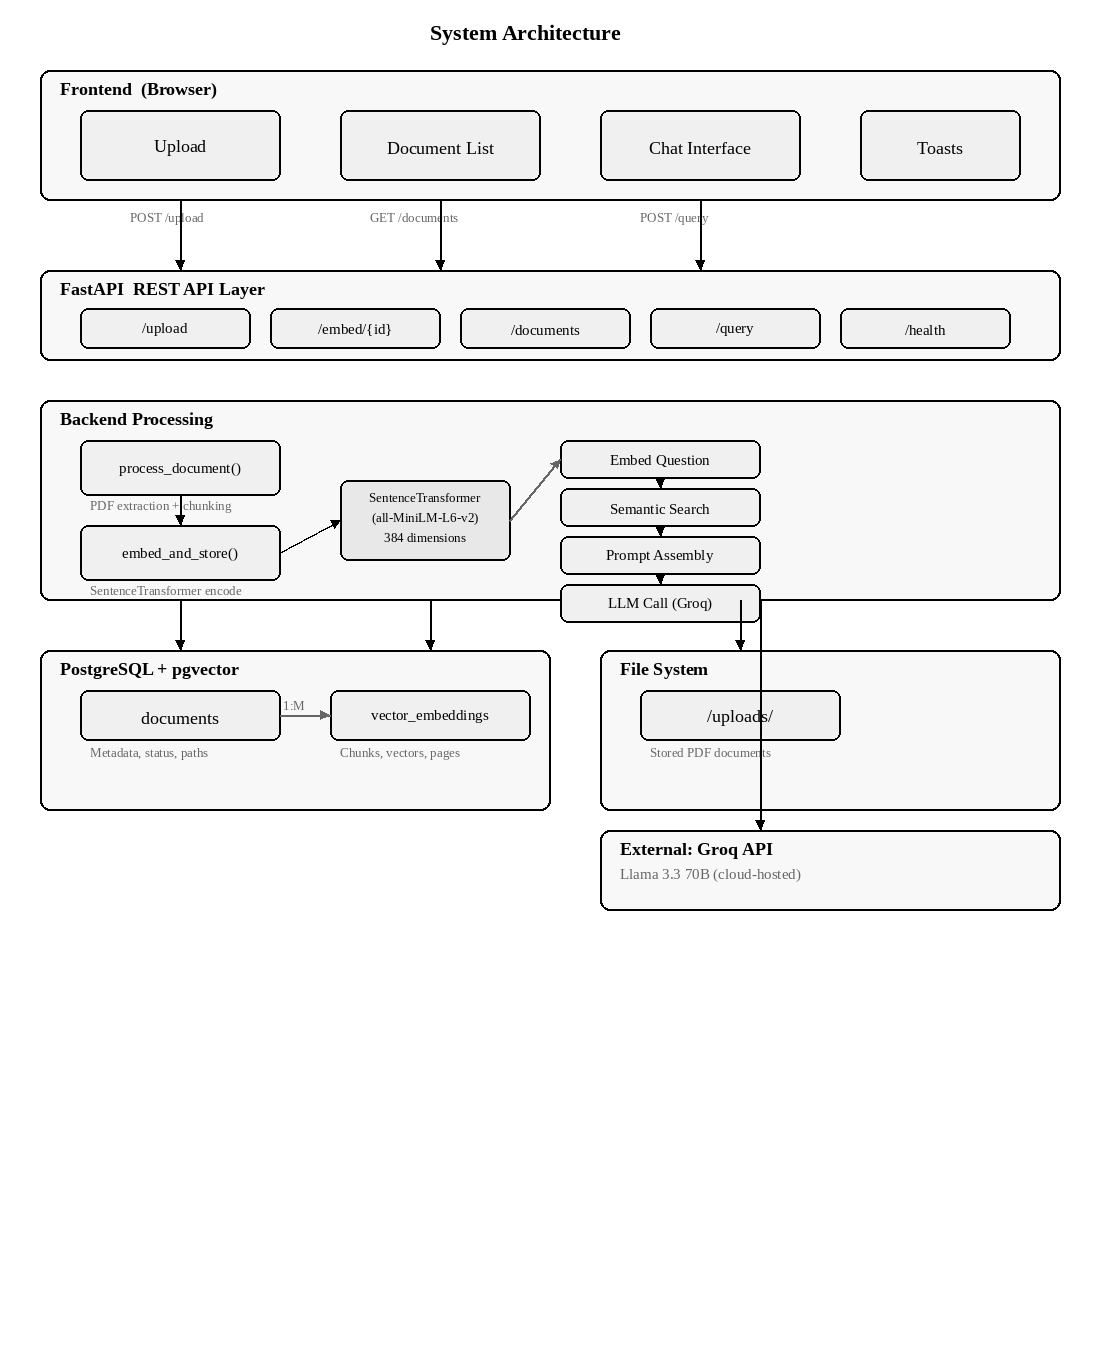 System Architecture
Frontend  (Browser)
Upload
Document List
Chat Interface
Toasts
POST /upload
GET /documents
POST /query
FastAPI  REST API Layer
/upload
/embed/{id}
/documents
/query
/health
Backend Processing
process_document()
PDF extraction + chunking
embed_and_store()
SentenceTransformer encode
SentenceTransformer
(all-MiniLM-L6-v2)
384 dimensions
Embed Question
Semantic Search
Prompt Assembly
LLM Call (Groq)
PostgreSQL + pgvector
documents
1:M
vector_embeddings
Metadata, status, paths
Chunks, vectors, pages
File System
/uploads/
Stored PDF documents
External: Groq API
Llama 3.3 70B (cloud-hosted)